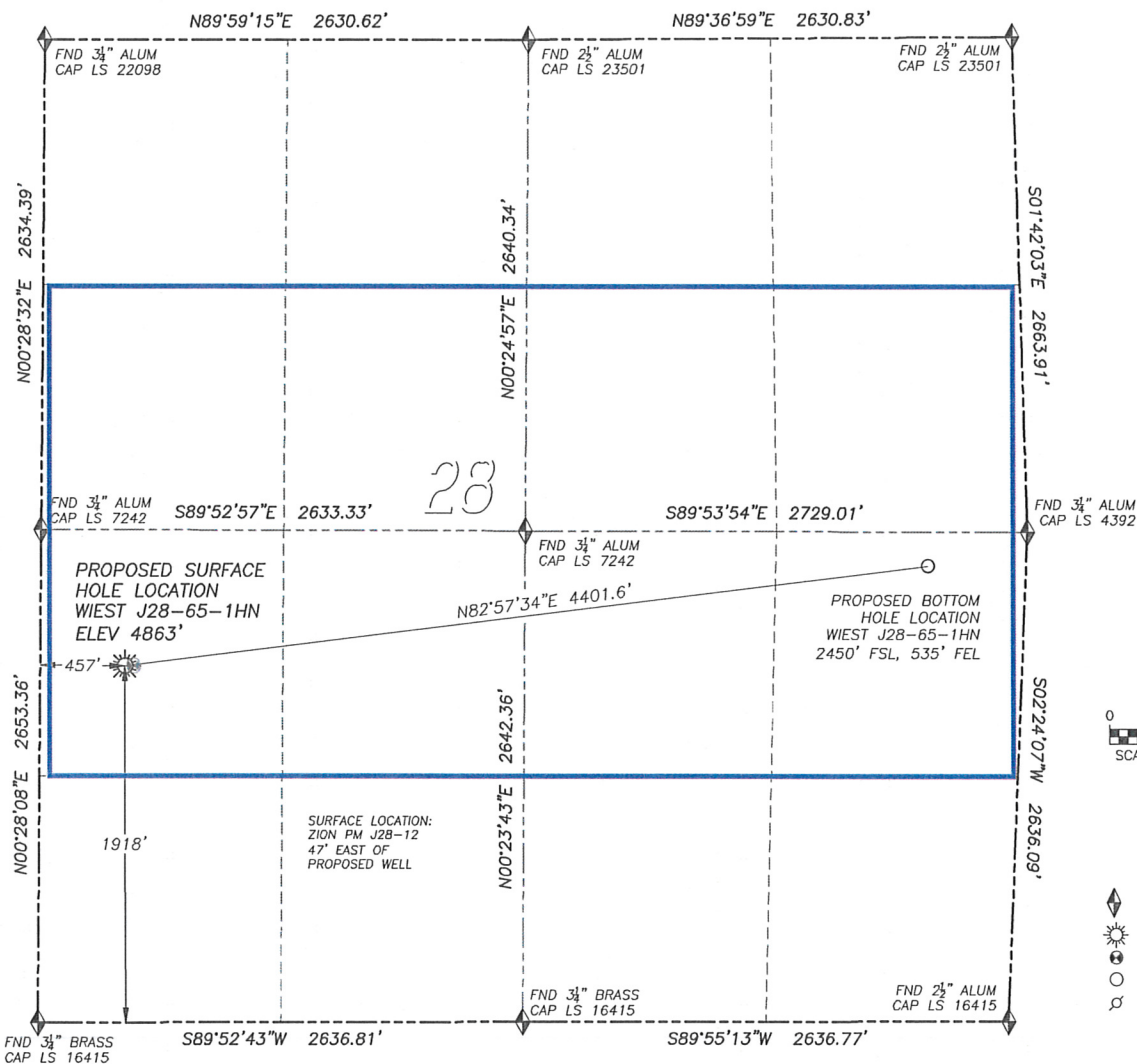 N89°59'15"E 2630.62'
N89°36'59"E 2630.83'
FND 3¼" ALUM
CAP LS 22098
FND 2½" ALUM
CAP LS 23501
FND 2½" ALUM
CAP LS 23501
N00°28'32"E 2634.39'
N00°24'57"E 2640.34'
S01°42'03"E 2663.91'
28
FND 3¼" ALUM
CAP LS 7242
S89°52'57"E 2633.33'
S89°53'54"E 2729.01'
FND 3¼" ALUM
CAP LS 4392
FND 3¼" ALUM
CAP LS 7242
PROPOSED SURFACE
HOLE LOCATION
WIEST J28-65-1HN
ELEV 4863'
N82°57'34"E 4401.6'
PROPOSED BOTTOM
HOLE LOCATION
WIEST J28-65-1HN
2450' FSL, 535' FEL
457'
N00°28'08"E 2653.36'
N00°23'43"E 2642.36'
S02°24'07"W 2636.09'
0
SCA
1918'
SURFACE LOCATION:
ZION PM J28-12
47' EAST OF
PROPOSED WELL
FND 3¼" BRASS
CAP LS 16415
FND 2½" ALUM
CAP LS 16415
FND 3¼" BRASS
CAP LS 16415
S89°52'43"W 2636.81'
S89°55'13"W 2636.77'